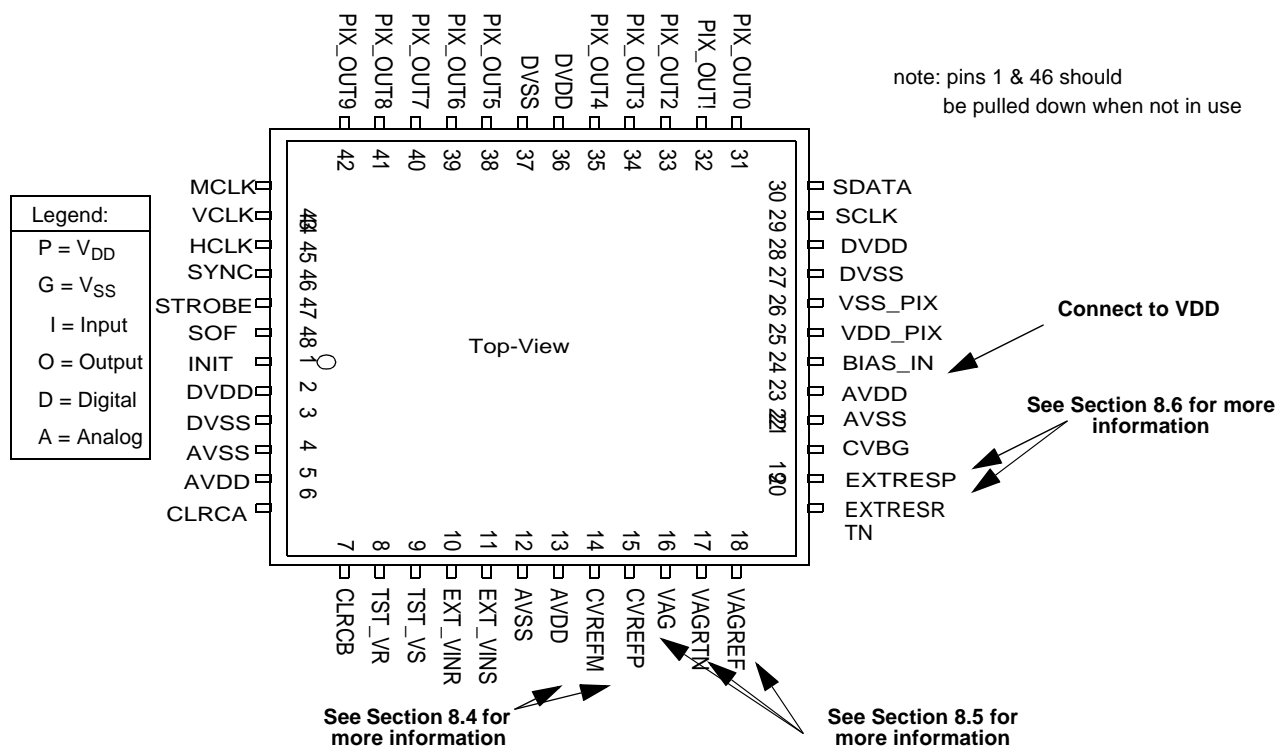 PIX_OUT9
PIX_OUT8
PIX_OUT7
PIX_OUT6
PIX_OUT5
DVSS
DVDD
PIX_OUT4
PIX_OUT3
PIX_OUT2
PIX_OUT!
PIX_OUT0
note: pins 1 & 46 should
be pulled down when not in use
42
41
40
39
38
37
36
35
34
33
32
31
Legend:
P = VDD
G = VSS
I = Input
O = Output
D = Digital
A = Analog
MCLK
VCLK
HCLK
SYNC
STROBE
SOF
INIT
DVDD
DVSS
AVSS
AVDD
CLRCA
43
44
45
46
47
48
1
2
3
4
5
6
Top-View
30
29
28
27
26
25
24
23
22
21
19
20
SDATA
SCLK
DVDD
DVSS
VSS_PIX
VDD_PIX
BIAS_IN
AVDD
AVSS
CVBG
EXTRESP
EXTRESR
TN
Connect to VDD
See Section 8.6 for more
information
7
8
9
10
11
12
13
14
15
16
17
18
CLRCB
TST_VR
TST_VS
EXT_VINR
EXT_VINS
AVSS
AVDD
CVREFM
CVREFP
VAG
VAGRTN
VAGREF
See Section 8.4 for
more information
See Section 8.5 for
more information